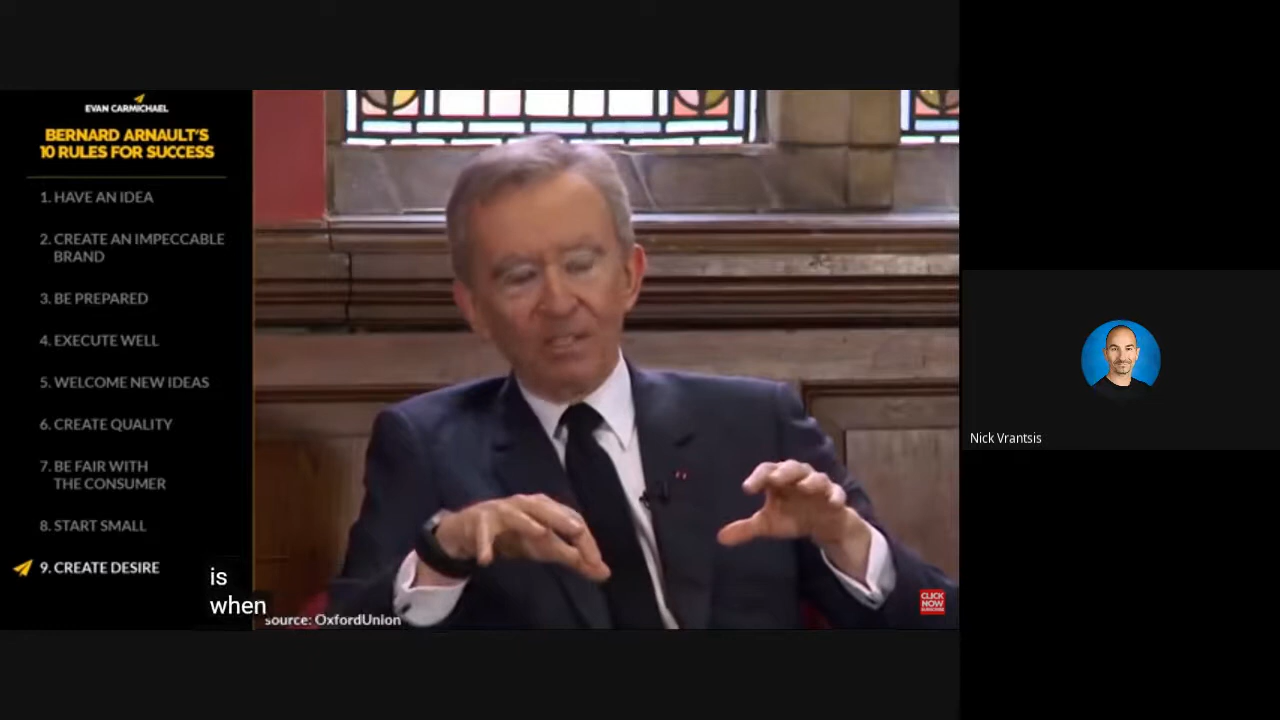 EVAN CARMICHAEL
BERNARD ARNAULT'S
10 RULES FOR SUCCESS
1. HAVE AN IDEA
2. CREATE AN IMPECCABLE
BRAND
3. BE PREPARED
4. EXECUTE WELL
5. WELCOME NEW IDEAS
6. CREATE QUALITY
7. BE FAIR WITH
THE CONSUMER
8. START SMALL
9. CREATE DESIRE
is
when
source: OxfordUnion
CLICK
NOW
SUBSCRIBE
Nick Vrantsis